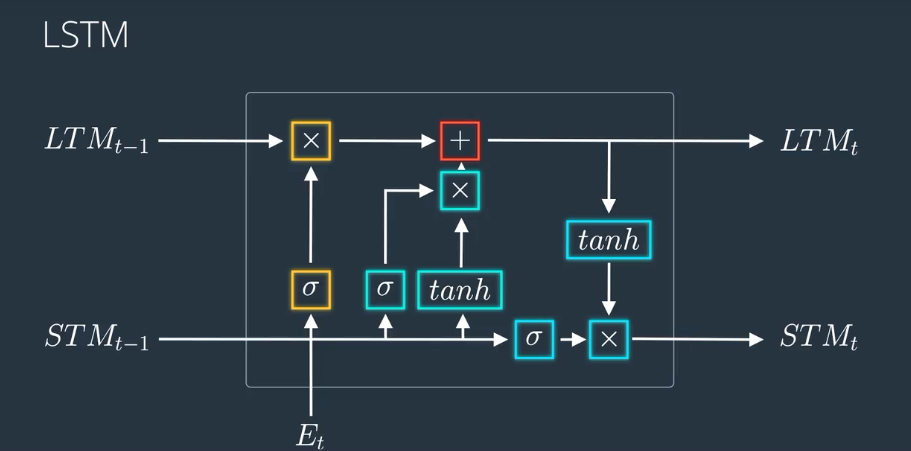 LSTM
LTM_{t-1} × + LTM_t
×
tanh
σ σ tanh
STM_{t-1} σ × STM_t
E_t